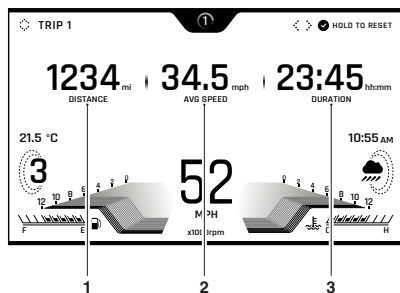 TRIP 1
1
HOLD TO RESET
1234 mi
34.5 mph
23:45 hh:mm
DISTANCE
AVG SPEED
DURATION
21.5 °C
10:55 AM
3
52
MPH
x1000rpm
12 10 8 6 4 2 0
0 2 4 6 8 10 12
F E
C H
1 2 3